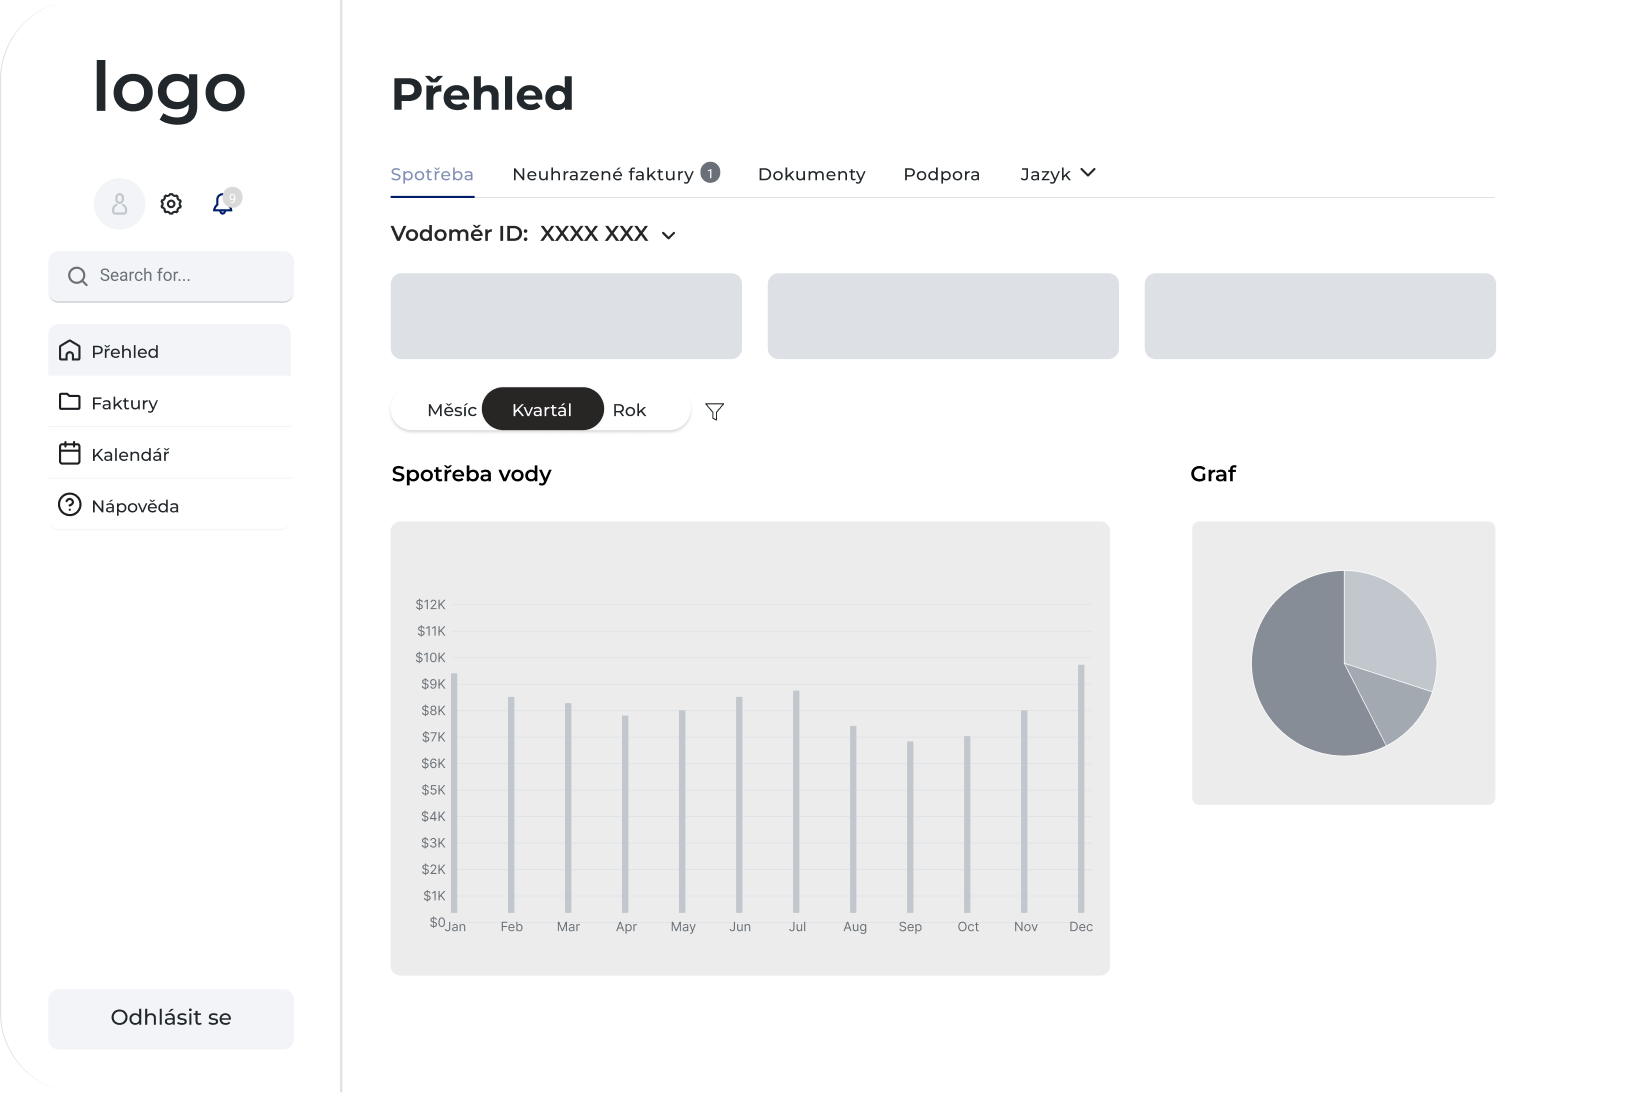 logo
9
Search for...
Přehled
Faktury
Kalendář
Nápověda
Odhlásit se
Přehled
Spotřeba Neuhrazené faktury 1 Dokumenty Podpora Jazyk
Vodoměr ID: XXXX XXX
Měsíc Kvartál Rok
Spotřeba vody
$12K
$11K
$10K
$9K
$8K
$7K
$6K
$5K
$4K
$3K
$2K
$1K
$0
Jan Feb Mar Apr May Jun Jul Aug Sep Oct Nov Dec
Graf